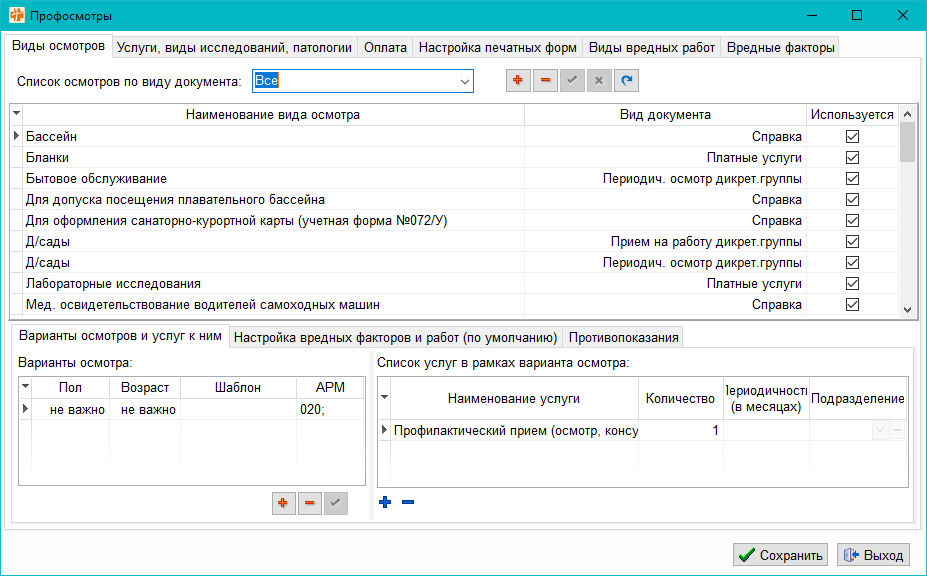 Профосмотры
Виды осмотров Услуги, виды исследований, патологии Оплата Настройка печатных форм Виды вредных работ Вредные факторы
Список осмотров по виду документа: Все
Наименование вида осмотра Вид документа Используется
Бассейн Справка
Бланки Платные услуги
Бытовое обслуживание Периодич. осмотр дикрет.группы
Для допуска посещения плавательного бассейна Справка
Для оформления санаторно-курортной карты (учетная форма №072/У) Справка
Д/сады Прием на работу дикрет.группы
Д/сады Периодич. осмотр дикрет.группы
Лабораторные исследования Платные услуги
Мед. освидетельствование водителей самоходных машин Справка
Варианты осмотров и услуг к ним Настройка вредных факторов и работ (по умолчанию) Противопоказания
Варианты осмотра: Список услуг в рамках варианта осмотра:
Пол Возраст Шаблон АРМ
не важно не важно 020;
Наименование услуги Количество Периодичность (в месяцах) Подразделение
Профилактический прием (осмотр, консу 1
Сохранить Выход